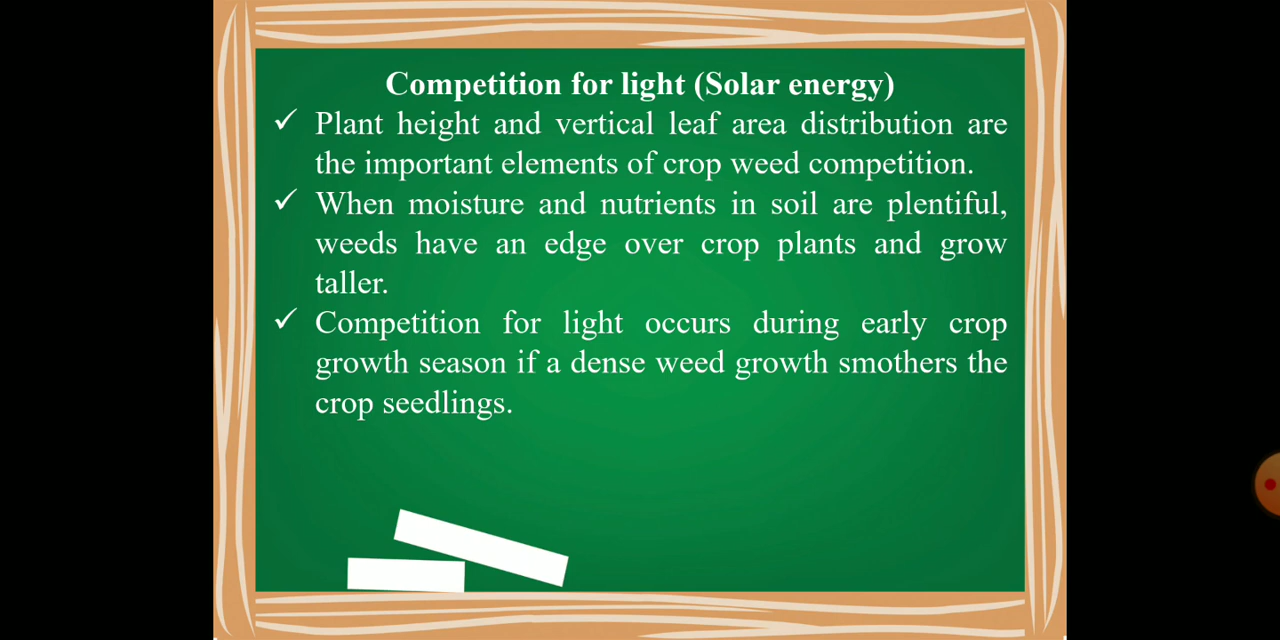 Competition for light (Solar energy)
✓ Plant height and vertical leaf area distribution are
the important elements of crop weed competition.
✓ When moisture and nutrients in soil are plentiful,
weeds have an edge over crop plants and grow
taller.
✓ Competition for light occurs during early crop
growth season if a dense weed growth smothers the
crop seedlings.